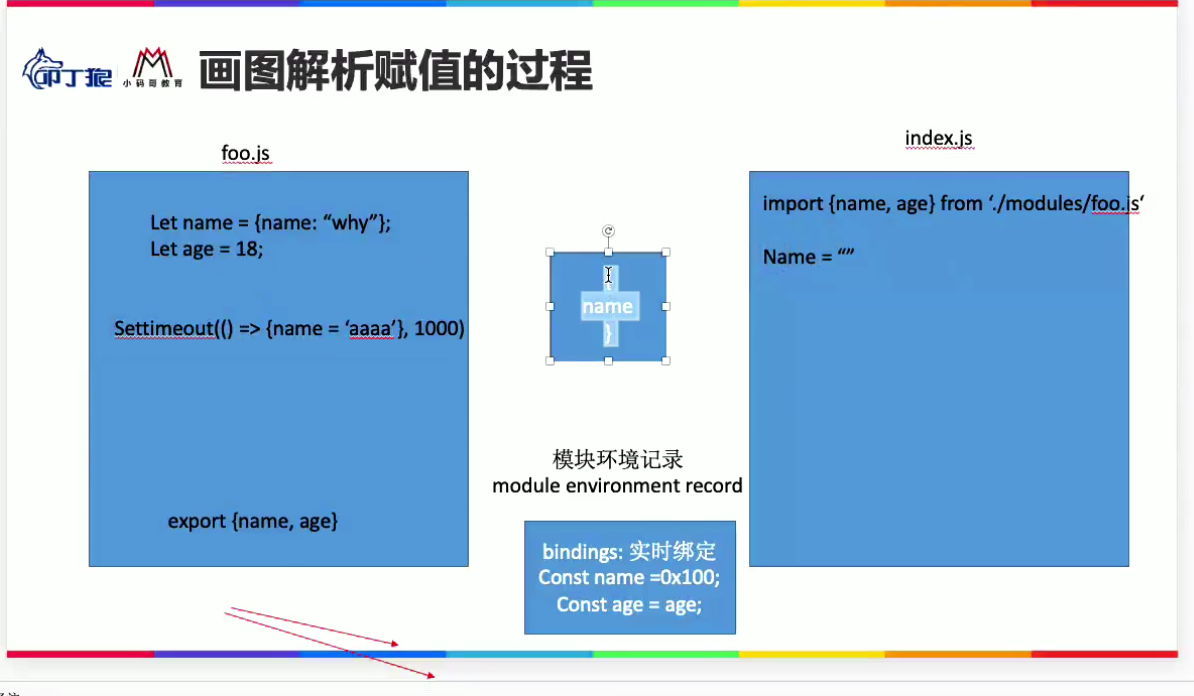 叩丁狼
小码哥教育
画图解析赋值的过程
foo.js
Let name = {name: “why”};
Let age = 18;
Settimeout(() => {name = ‘aaaa’}, 1000)
export {name, age}
{
name
}
模块环境记录
module environment record
bindings: 实时绑定
Const name =0x100;
Const age = age;
index.js
import {name, age} from ‘./modules/foo.js‘
Name = “”